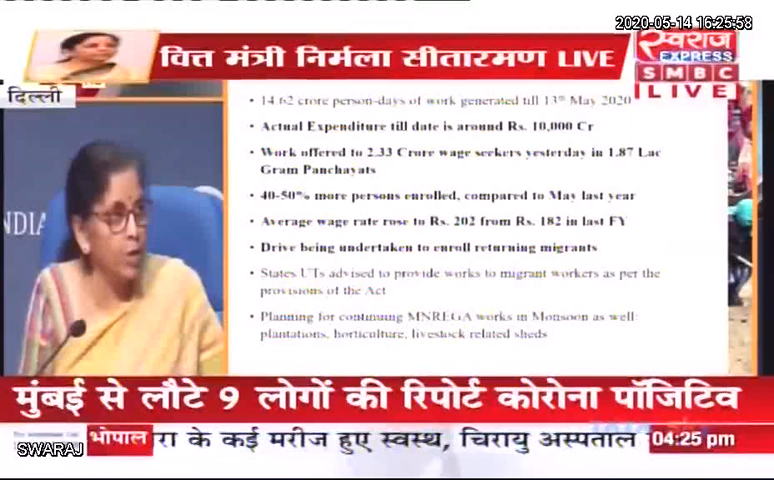 2020-05-14 16:25:58
वित्त मंत्री निर्मला सीतारमण LIVE
स्वराज
EXPRESS
SMBC
LIVE
दिल्ली
• 14.62 crore person-days of work generated till 13th May 2020
• Actual Expenditure till date is around Rs. 10,000 Cr
• Work offered to 2.33 Crore wage seekers yesterday in 1.87 Lac
Gram Panchayats
• 40-50% more persons enrolled, compared to May last year
• Average wage rate rose to Rs. 202 from Rs. 182 in last FY
• Drive being undertaken to enroll returning migrants
• States UTs advised to provide works to migrant workers as per the
provisions of the Act
• Planning for continuing MNREGA works in Monsoon as well:
plantations, horticulture, livestock related sheds
NDIA
मुंबई से लौटे 9 लोगों की रिपोर्ट कोरोना पॉजिटिव
भोपाल
रा के कई मरीज हुए स्वस्थ, चिरायु अस्पताल
04:25 pm
SWARAJ